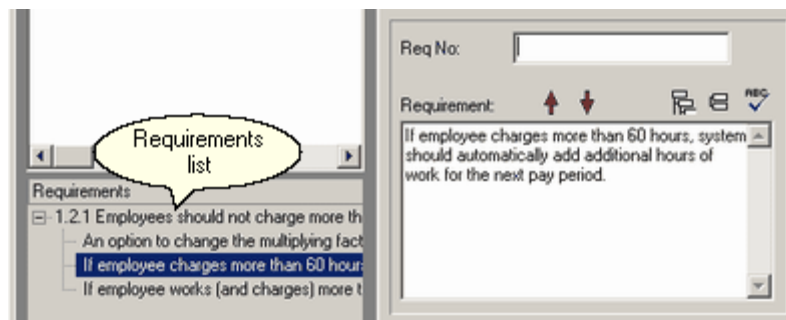 Requirements
list
Requirements
1.2.1 Employees should not charge more th
An option to change the multiplying fact
If employee charges more than 60 hour
If employee works (and charges) more t
Req No:
Requirement:
ABC
If employee charges more than 60 hours, system
should automatically add additional hours of
work for the next pay period.